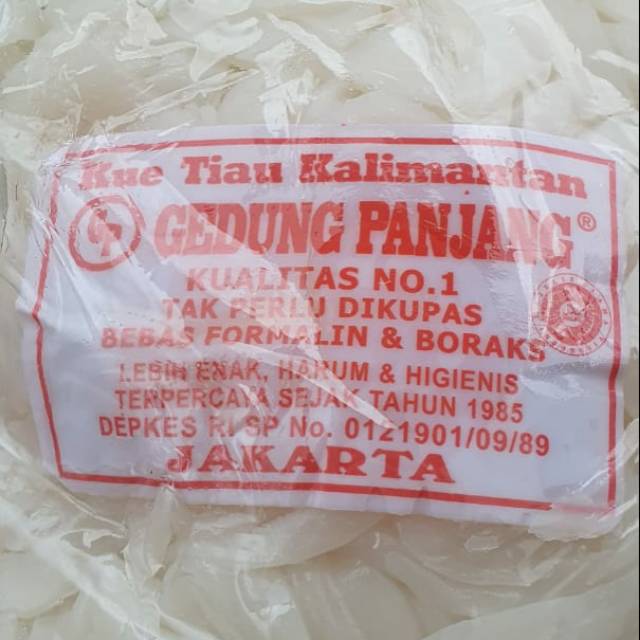 Kue Tiau Kalimantan
GP GEDUNG PANJANG ®
KUALITAS NO.1
TAK PERLU DIKUPAS
BEBAS FORMALIN & BORAKS
LEBIH ENAK, HARUM & HIGIENIS
TERPERCAYA SEJAK TAHUN 1985
DEPKES RI SP No. 0121901/09/89
JAKARTA